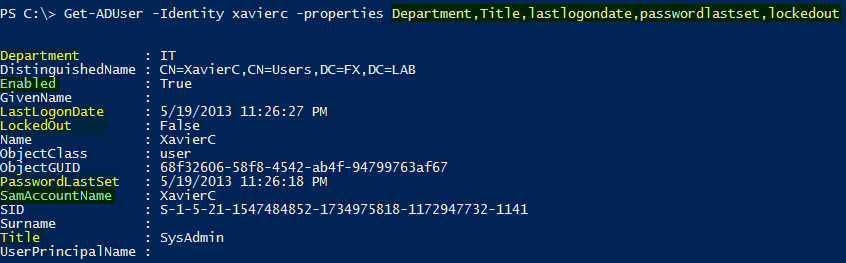 PS C:\> Get-ADUser -Identity xavierc -properties Department,Title,lastlogondate,passwordlastset,lockedout
Department : IT
DistinguishedName : CN=XavierC,CN=Users,DC=FX,DC=LAB
Enabled : True
GivenName :
LastLogonDate : 5/19/2013 11:26:27 PM
LockedOut : False
Name : XavierC
ObjectClass : user
ObjectGUID : 68f32606-58f8-4542-ab4f-94799763af67
PasswordLastSet : 5/19/2013 11:26:18 PM
SamAccountName : XavierC
SID : S-1-5-21-1547484852-1734975818-1172947732-1141
Surname :
Title : SysAdmin
UserPrincipalName :